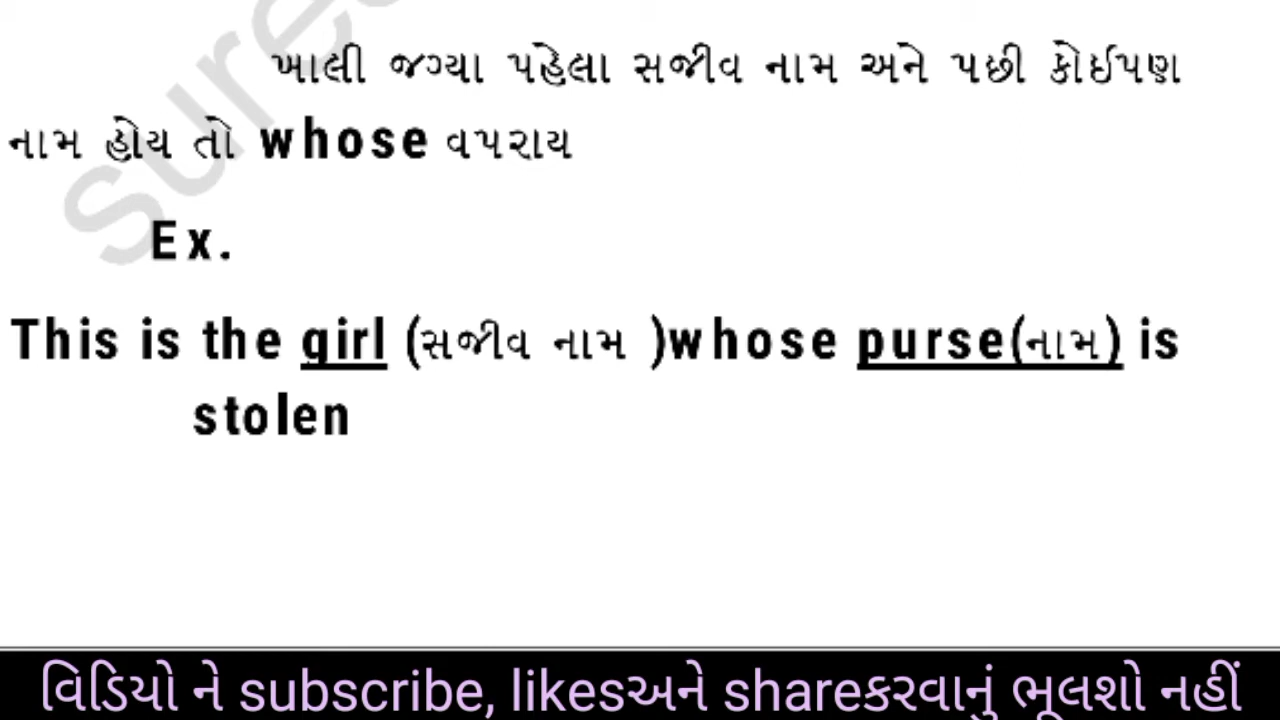 ખાલી જગ્યા પહેલા સજીવ નામ અને પછી કોઈપણ
નામ હોય તો whose વપરાય
Ex.
This is the girl (સજીવ નામ )whose purse(નામ) is
stolen
વિડિયો ને subscribe, likesઅને shareકરવાનું ભૂલશો નહીં